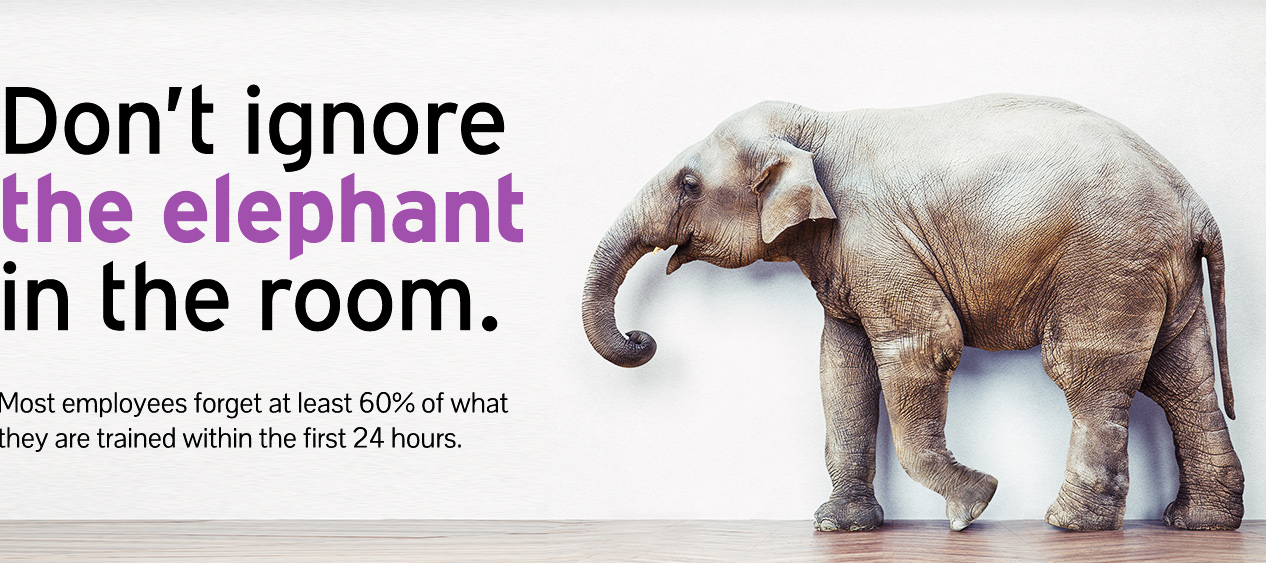 Don't ignore
the elephant
in the room.
Most employees forget at least 60% of what
they are trained within the first 24 hours.